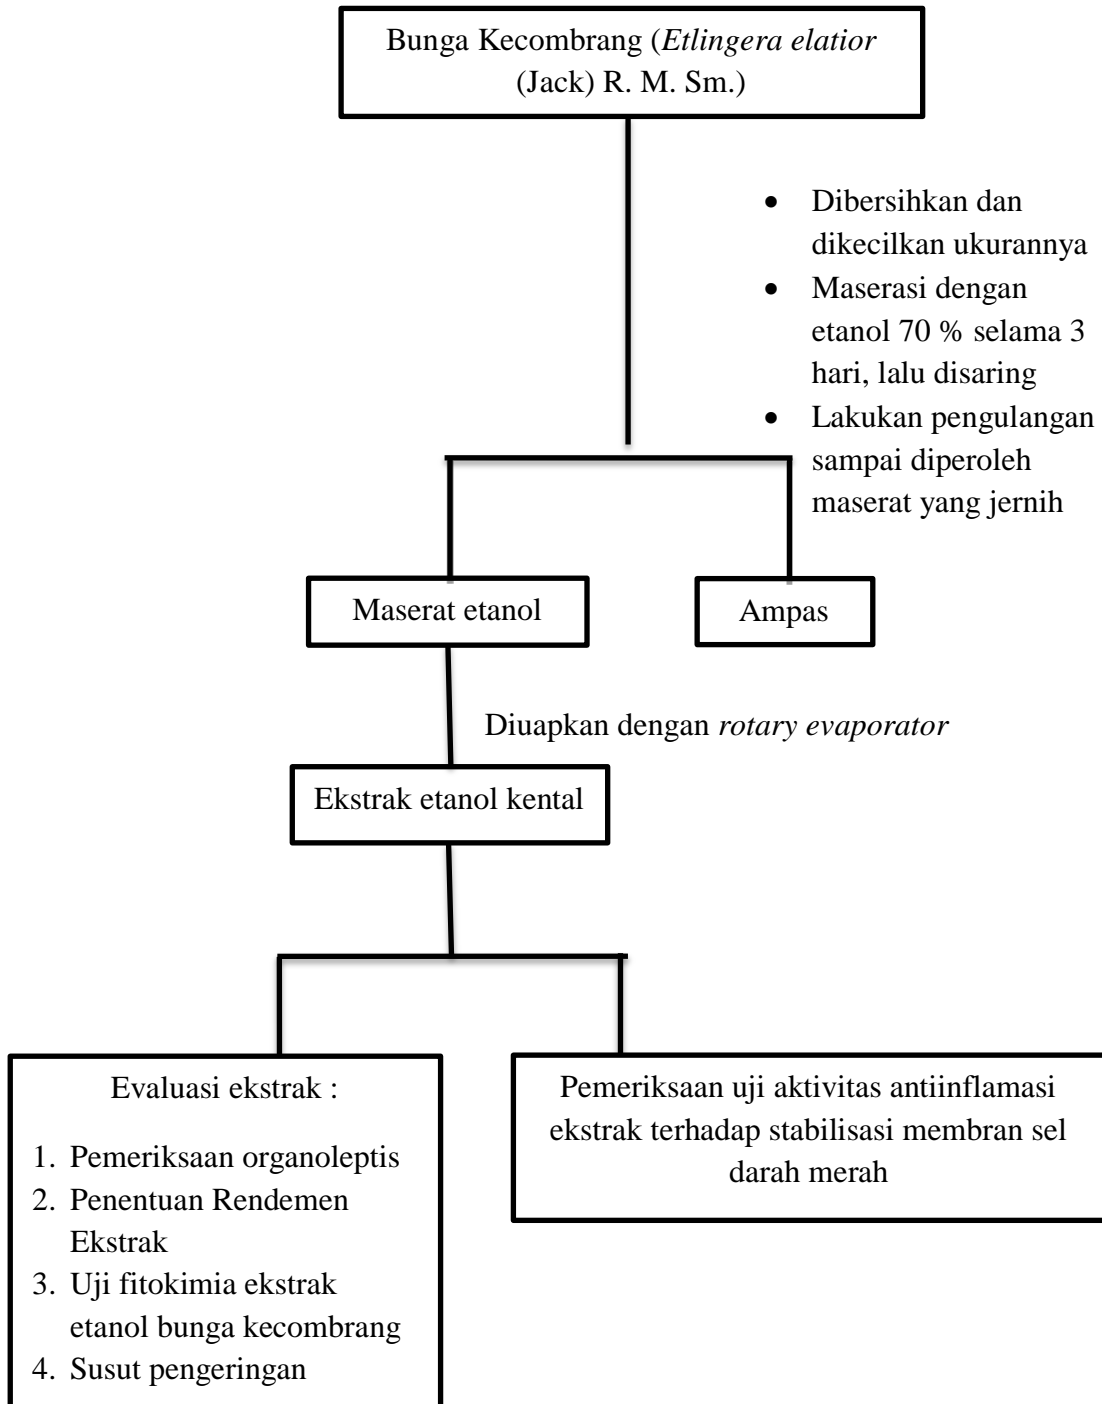 Bunga Kecombrang (Etlingera elatior
(Jack) R. M. Sm.)
• Dibersihkan dan
dikecilkan ukurannya
• Maserasi dengan
etanol 70 % selama 3
hari, lalu disaring
• Lakukan pengulangan
sampai diperoleh
maserat yang jernih
Maserat etanol
Ampas
Diuapkan dengan rotary evaporator
Ekstrak etanol kental
Evaluasi ekstrak :
1. Pemeriksaan organoleptis
2. Penentuan Rendemen
Ekstrak
3. Uji fitokimia ekstrak
etanol bunga kecombrang
4. Susut pengeringan
Pemeriksaan uji aktivitas antiinflamasi
ekstrak terhadap stabilisasi membran sel
darah merah